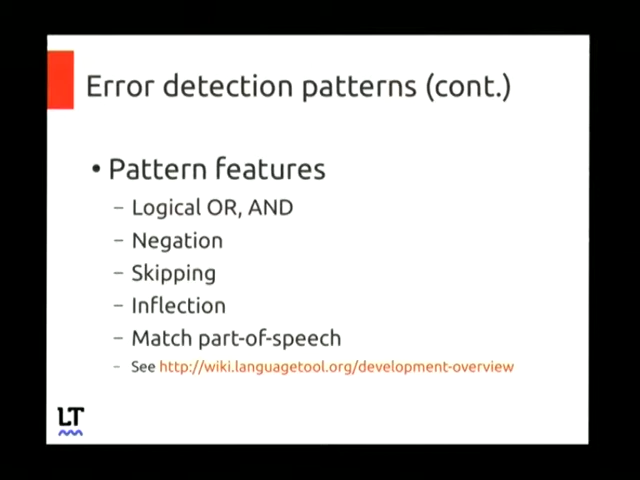 Error detection patterns (cont.)
• Pattern features
– Logical OR, AND
– Negation
– Skipping
– Inflection
– Match part-of-speech
– See http://wiki.languagetool.org/development-overview
LT